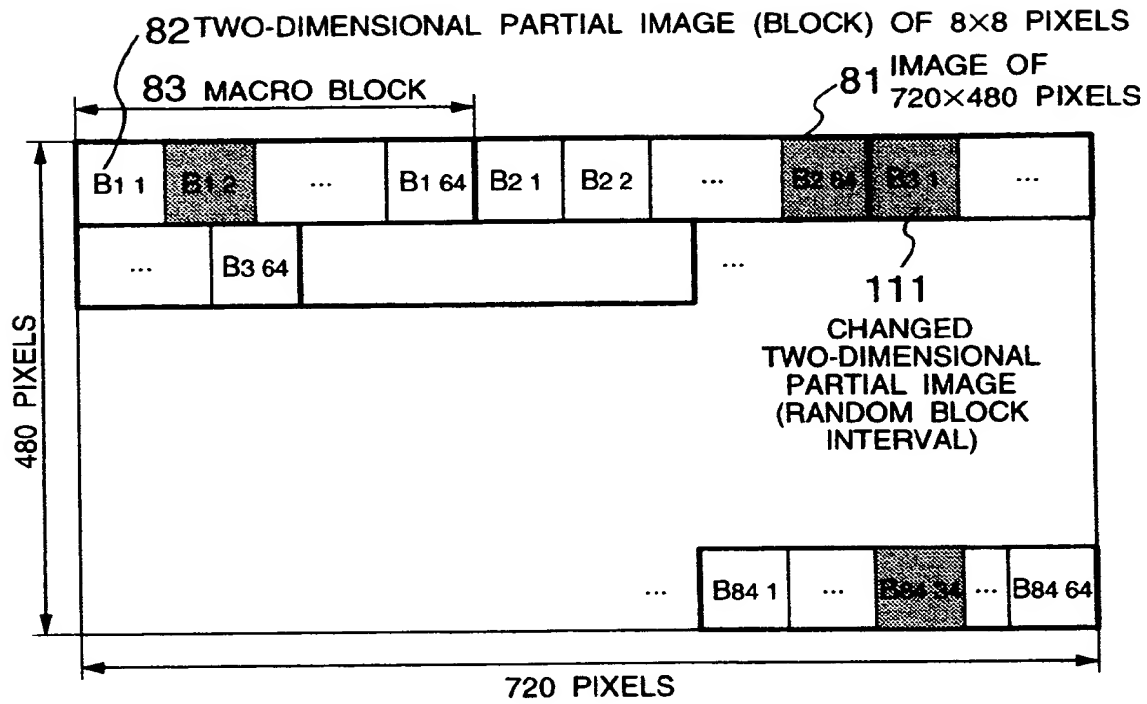 82 TWO-DIMENSIONAL PARTIAL IMAGE (BLOCK) OF 8×8 PIXELS
83 MACRO BLOCK
81 IMAGE OF
720×480 PIXELS
B1 1 B1 2 ... B1 64 B2 1 B2 2 ... B2 64 B3 1 ...
... B3 64 ...
111
CHANGED
TWO-DIMENSIONAL
PARTIAL IMAGE
(RANDOM BLOCK
INTERVAL)
480 PIXELS
... B84 1 ... B84 34 ... B84 64
720 PIXELS